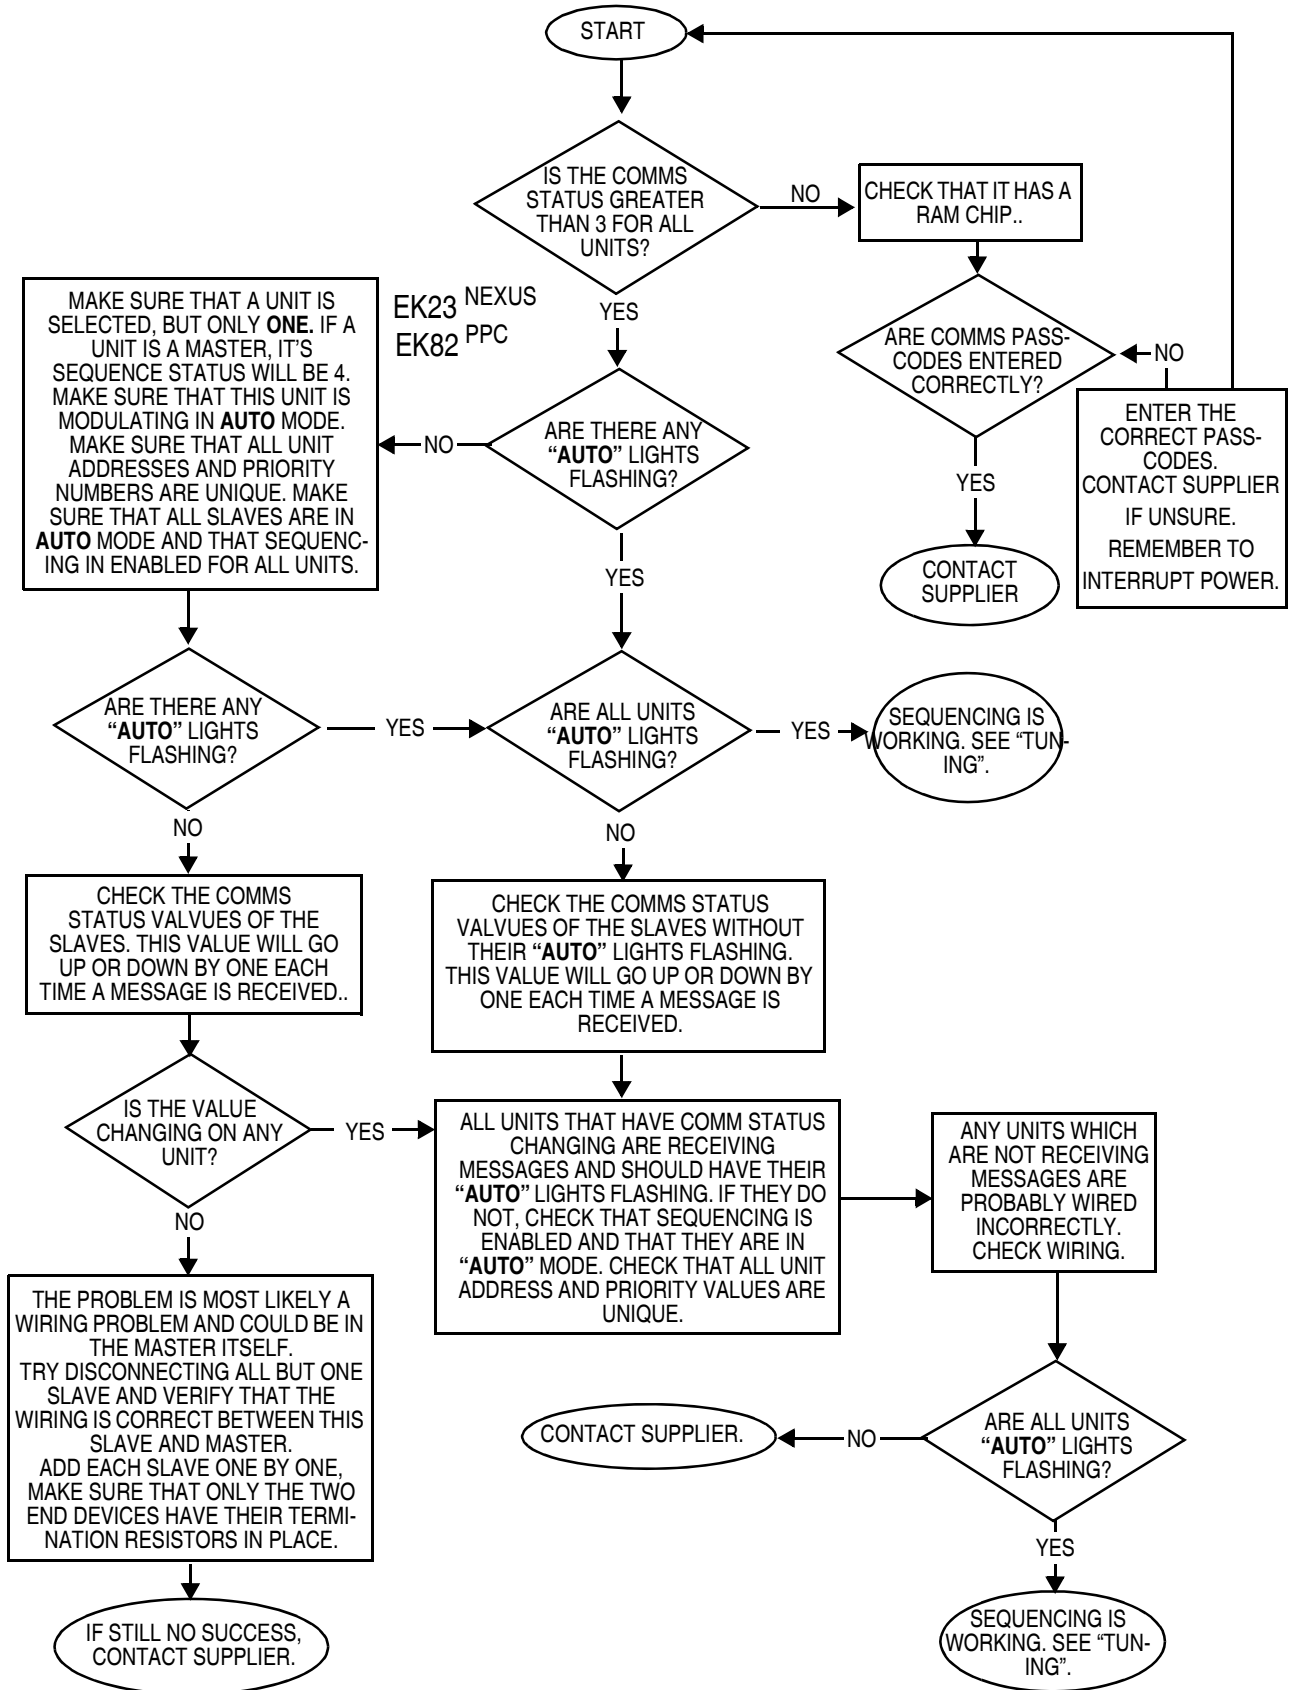 START
IS THE COMMS
STATUS GREATER
THAN 3 FOR ALL
UNITS?
NO
CHECK THAT IT HAS A
RAM CHIP..
YES
EK23 NEXUS
EK82 PPC
ARE COMMS PASS-
CODES ENTERED
CORRECTLY?
NO
ENTER THE
CORRECT PASS-
CODES.
CONTACT SUPPLIER
IF UNSURE.
REMEMBER TO
INTERRUPT POWER.
YES
CONTACT
SUPPLIER
MAKE SURE THAT A UNIT IS
SELECTED, BUT ONLY ONE. IF A
UNIT IS A MASTER, IT'S
SEQUENCE STATUS WILL BE 4.
MAKE SURE THAT THIS UNIT IS
MODULATING IN AUTO MODE.
MAKE SURE THAT ALL UNIT
ADDRESSES AND PRIORITY
NUMBERS ARE UNIQUE. MAKE
SURE THAT ALL SLAVES ARE IN
AUTO MODE AND THAT SEQUENC-
ING IN ENABLED FOR ALL UNITS.
NO
ARE THERE ANY
“AUTO” LIGHTS
FLASHING?
YES
ARE THERE ANY
“AUTO” LIGHTS
FLASHING?
YES
ARE ALL UNITS
“AUTO” LIGHTS
FLASHING?
YES
SEQUENCING IS
WORKING. SEE “TUN-
ING”.
NO
NO
CHECK THE COMMS
STATUS VALVUES OF THE
SLAVES. THIS VALUE WILL GO
UP OR DOWN BY ONE EACH
TIME A MESSAGE IS RECEIVED..
CHECK THE COMMS STATUS
VALVUES OF THE SLAVES WITHOUT
THEIR “AUTO” LIGHTS FLASHING.
THIS VALUE WILL GO UP OR DOWN BY
ONE EACH TIME A MESSAGE IS
RECEIVED.
IS THE VALUE
CHANGING ON ANY
UNIT?
YES
ALL UNITS THAT HAVE COMM STATUS
CHANGING ARE RECEIVING
MESSAGES AND SHOULD HAVE THEIR
“AUTO” LIGHTS FLASHING. IF THEY DO
NOT, CHECK THAT SEQUENCING IS
ENABLED AND THAT THEY ARE IN
“AUTO” MODE. CHECK THAT ALL UNIT
ADDRESS AND PRIORITY VALUES ARE
UNIQUE.
ANY UNITS WHICH
ARE NOT RECEIVING
MESSAGES ARE
PROBABLY WIRED
INCORRECTLY.
CHECK WIRING.
NO
THE PROBLEM IS MOST LIKELY A
WIRING PROBLEM AND COULD BE IN
THE MASTER ITSELF.
TRY DISCONNECTING ALL BUT ONE
SLAVE AND VERIFY THAT THE
WIRING IS CORRECT BETWEEN THIS
SLAVE AND MASTER.
ADD EACH SLAVE ONE BY ONE,
MAKE SURE THAT ONLY THE TWO
END DEVICES HAVE THEIR TERMI-
NATION RESISTORS IN PLACE.
CONTACT SUPPLIER.
NO
ARE ALL UNITS
“AUTO” LIGHTS
FLASHING?
YES
IF STILL NO SUCCESS,
CONTACT SUPPLIER.
SEQUENCING IS
WORKING. SEE “TUN-
ING”.